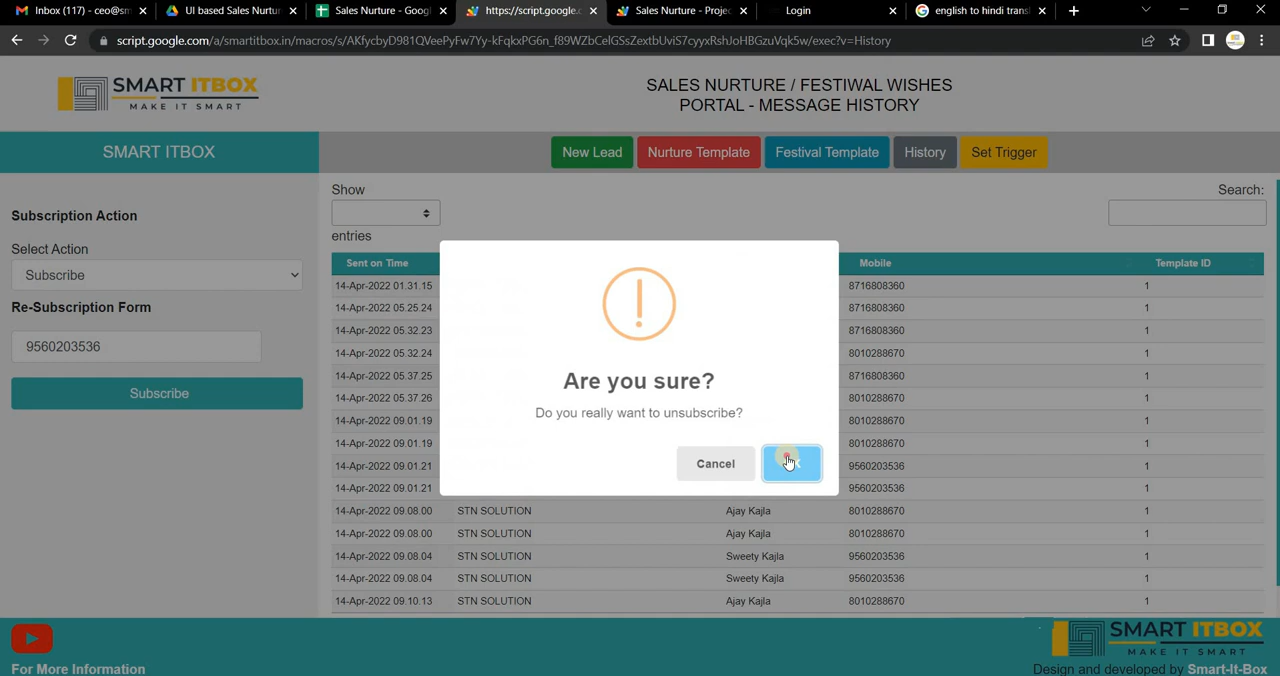 Inbox (117) - ceo@sm
UI based Sales Nurtur
Sales Nurture - Goog
https://script.google.
Sales Nurture - Projec
Login
english to hindi trans
script.google.com/a/smartitbox.in/macros/s/AKfycbyD981QVeePyFw7Yy-kFqkxPG6n_f89WZbCelGSsZextbUviS7cyyxRshJoHBGzuVqk5w/exec?v=History
SMART ITBOX
MAKE IT SMART
SALES NURTURE / FESTIWAL WISHES
PORTAL - MESSAGE HISTORY
SMART ITBOX
New Lead
Nurture Template
Festival Template
History
Set Trigger
Subscription Action
Select Action
Subscribe
Re-Subscription Form
9560203536
Subscribe
Show
entries
Search:
Sent on Time Mobile Template ID
14-Apr-2022 01.31.15 8716808360 1
14-Apr-2022 05.25.24 8716808360 1
14-Apr-2022 05.32.23 8716808360 1
14-Apr-2022 05.32.24 8010288670 1
14-Apr-2022 05.37.25 8716808360 1
14-Apr-2022 05.37.26 8010288670 1
14-Apr-2022 09.01.19 8010288670 1
14-Apr-2022 09.01.19 8010288670 1
14-Apr-2022 09.01.21 9560203536 1
14-Apr-2022 09.01.21 9560203536 1
14-Apr-2022 09.08.00 STN SOLUTION Ajay Kajla 8010288670 1
14-Apr-2022 09.08.00 STN SOLUTION Ajay Kajla 8010288670 1
14-Apr-2022 09.08.04 STN SOLUTION Sweety Kajla 9560203536 1
14-Apr-2022 09.08.04 STN SOLUTION Sweety Kajla 9560203536 1
14-Apr-2022 09.10.13 STN SOLUTION Ajay Kajla 8010288670 1
Are you sure?
Do you really want to unsubscribe?
Cancel
For More Information
SMART ITBOX
MAKE IT SMART
Design and developed by Smart-It-Box